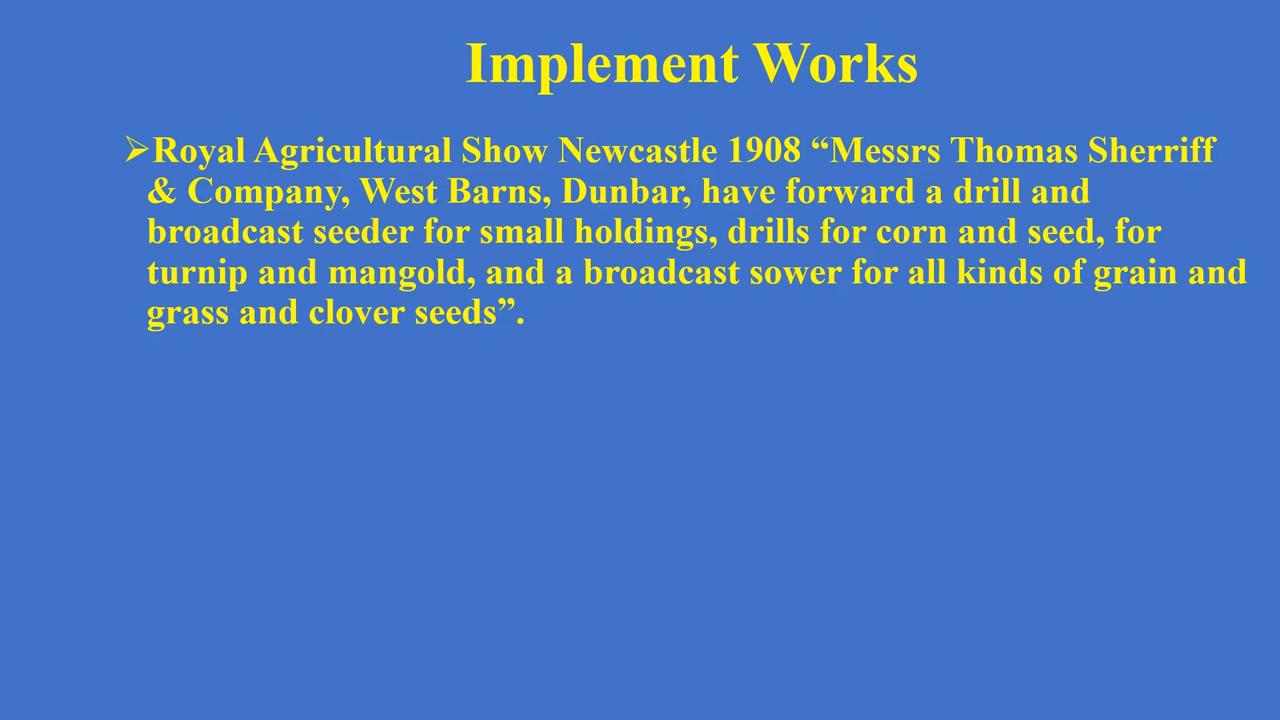 Implement Works
➢Royal Agricultural Show Newcastle 1908 “Messrs Thomas Sherriff
& Company, West Barns, Dunbar, have forward a drill and
broadcast seeder for small holdings, drills for corn and seed, for
turnip and mangold, and a broadcast sower for all kinds of grain and
grass and clover seeds”.